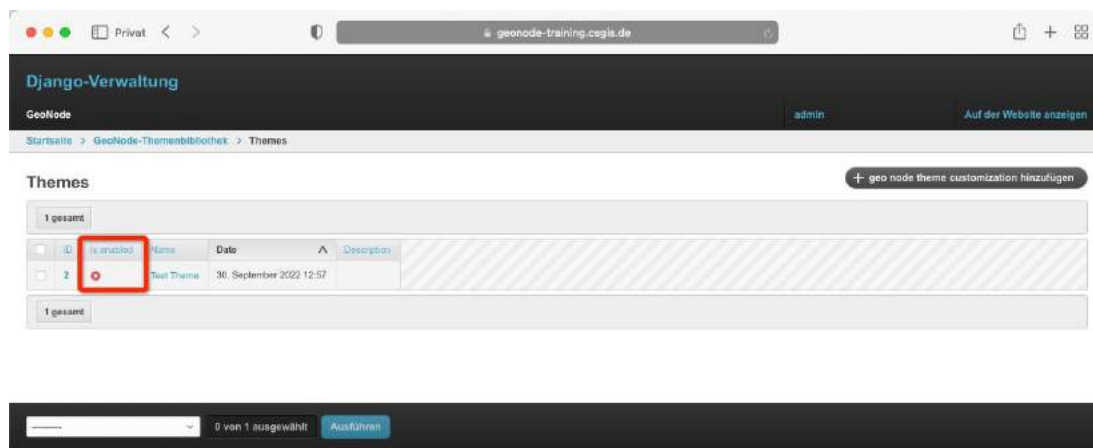 Privat
geonode-training.csgis.de
Django-Verwaltung
GeoNode admin Auf der Website anzeigen
Startseite > GeoNode-Themenbibliothek > Themes
Themes
+ geo node theme customization hinzufügen
1 gesamt
ID Is enabled Name Date Description
2 Test Theme 30. September 2022 12:57
1 gesamt
--------- 0 von 1 ausgewählt Ausführen